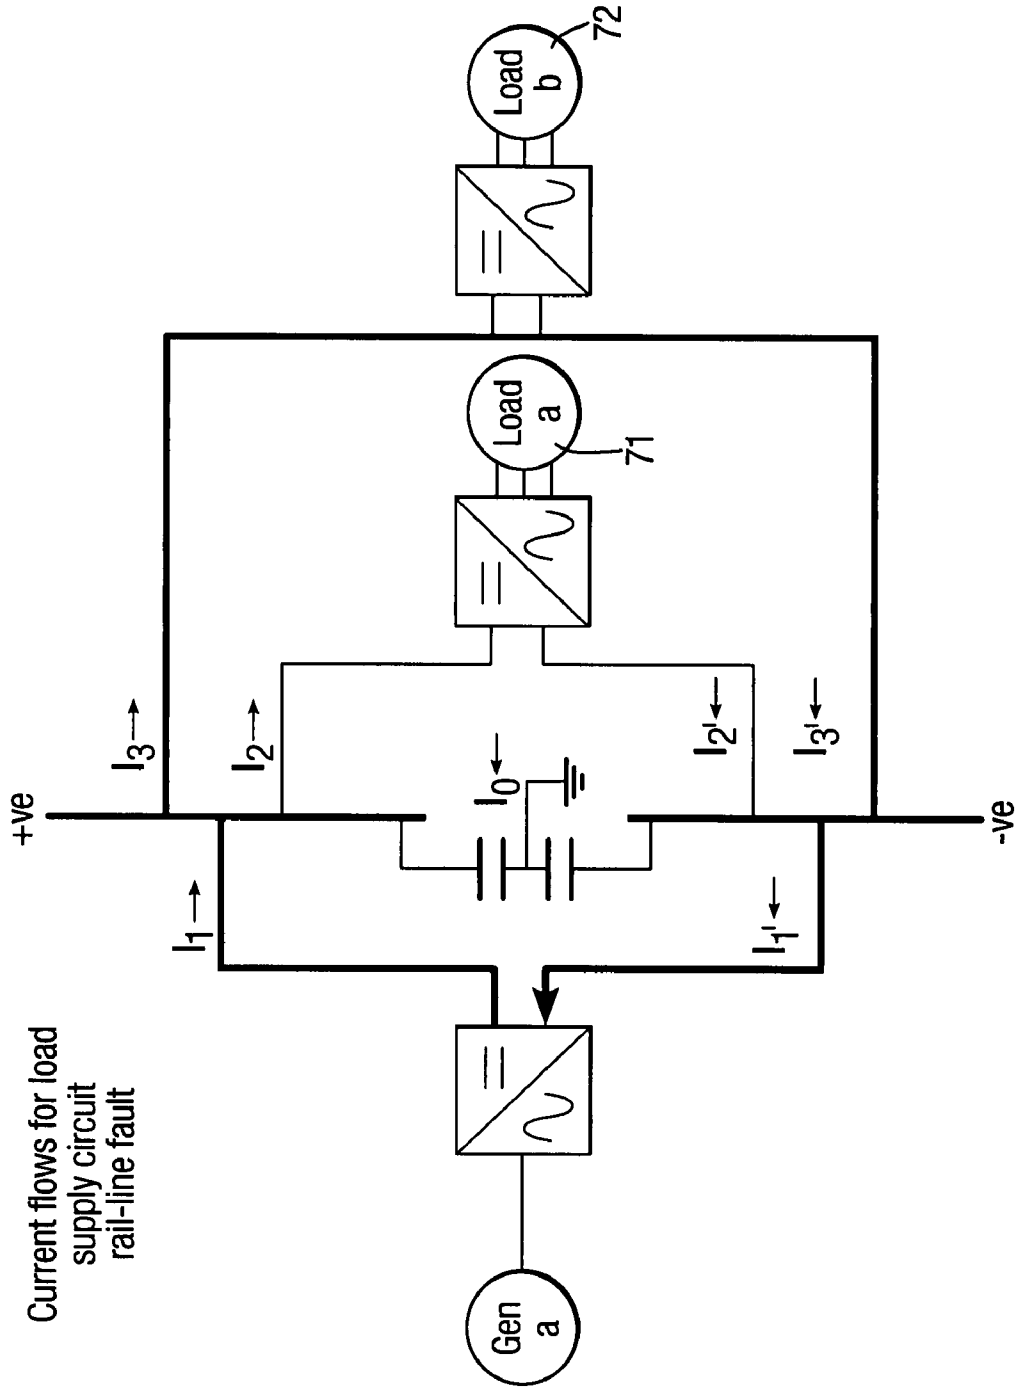 Current flows for load
supply circuit
rail-line fault
+ve
I3
I1
I2
I0
I1'
I2'
I3'
-ve
Gen
a
Load
a
71
Load
b
72